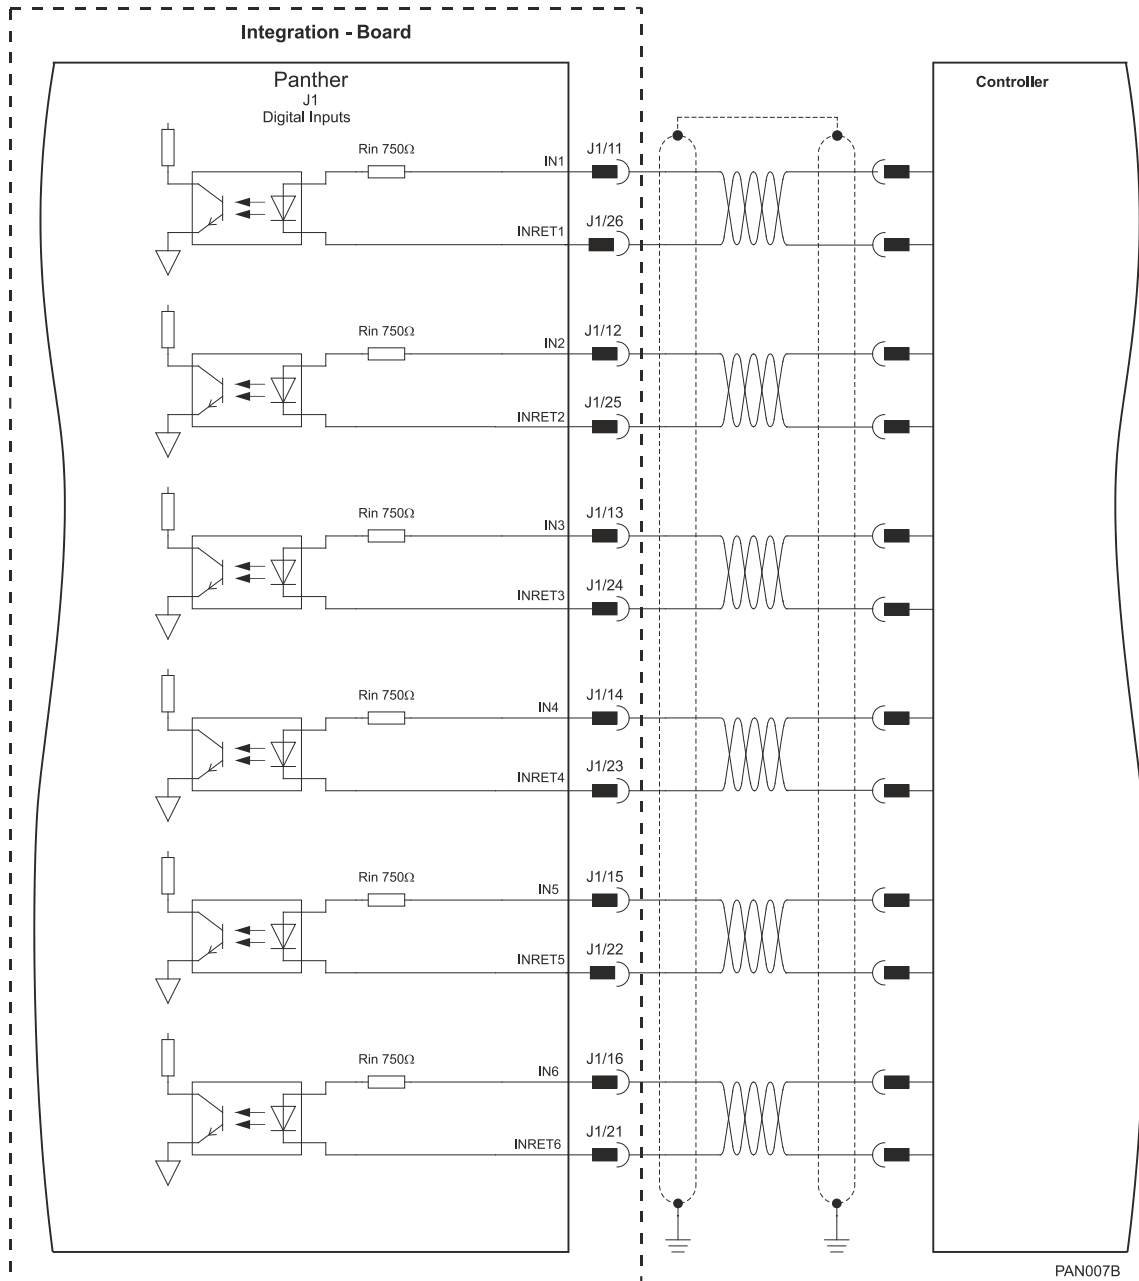 Integration - Board
Panther
J1
Digital Inputs
Controller
Rin 750Ω
IN1
J1/11
INRET1
J1/26
Rin 750Ω
IN2
J1/12
INRET2
J1/25
Rin 750Ω
IN3
J1/13
INRET3
J1/24
Rin 750Ω
IN4
J1/14
INRET4
J1/23
Rin 750Ω
IN5
J1/15
INRET5
J1/22
Rin 750Ω
IN6
J1/16
INRET6
J1/21
PAN007B